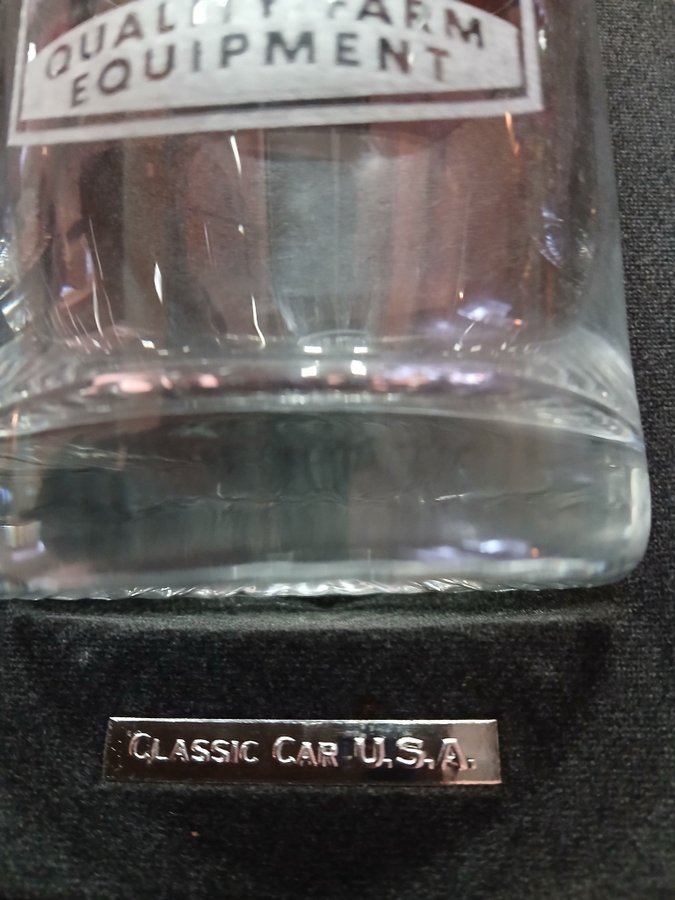 QUALITY FARM
EQUIPMENT
CLASSIC CAR U.S.A.